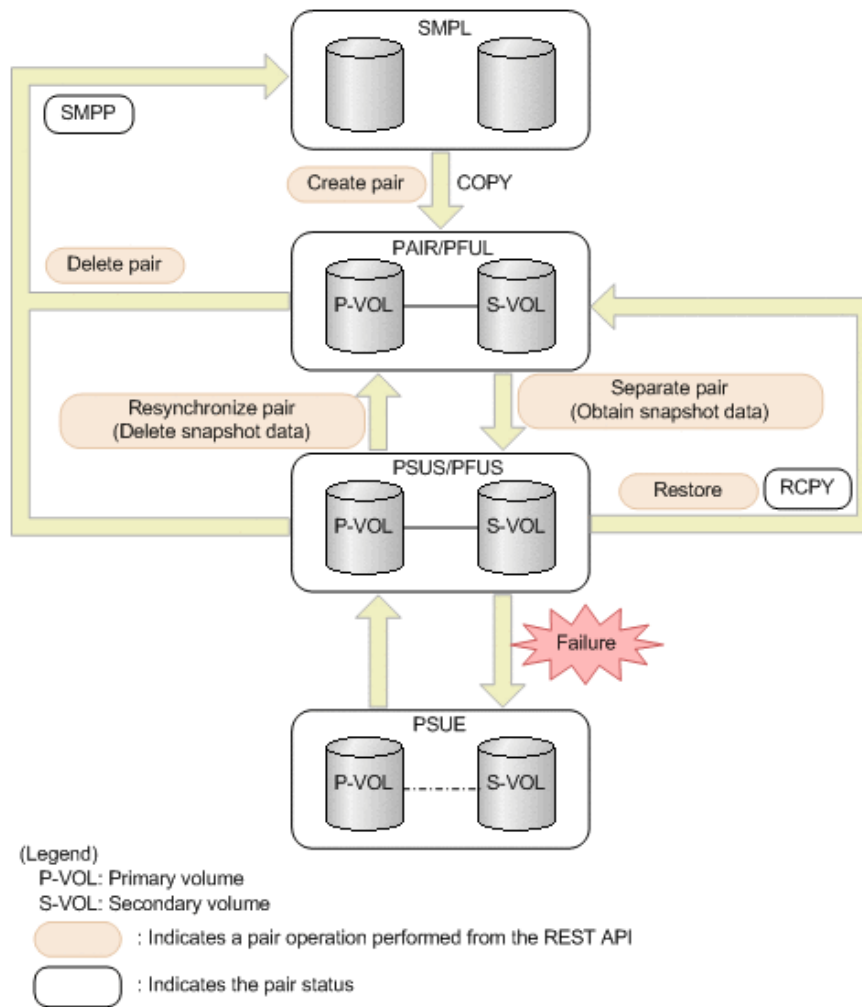 SMPL
SMPP
Create pair
COPY
PAIR/PFUL
Delete pair
P-VOL
S-VOL
Resynchronize pair
(Delete snapshot data)
Separate pair
(Obtain snapshot data)
PSUS/PFUS
Restore
RCPY
P-VOL
S-VOL
Failure
PSUE
P-VOL
S-VOL
(Legend)
P-VOL: Primary volume
S-VOL: Secondary volume
: Indicates a pair operation performed from the REST API
: Indicates the pair status